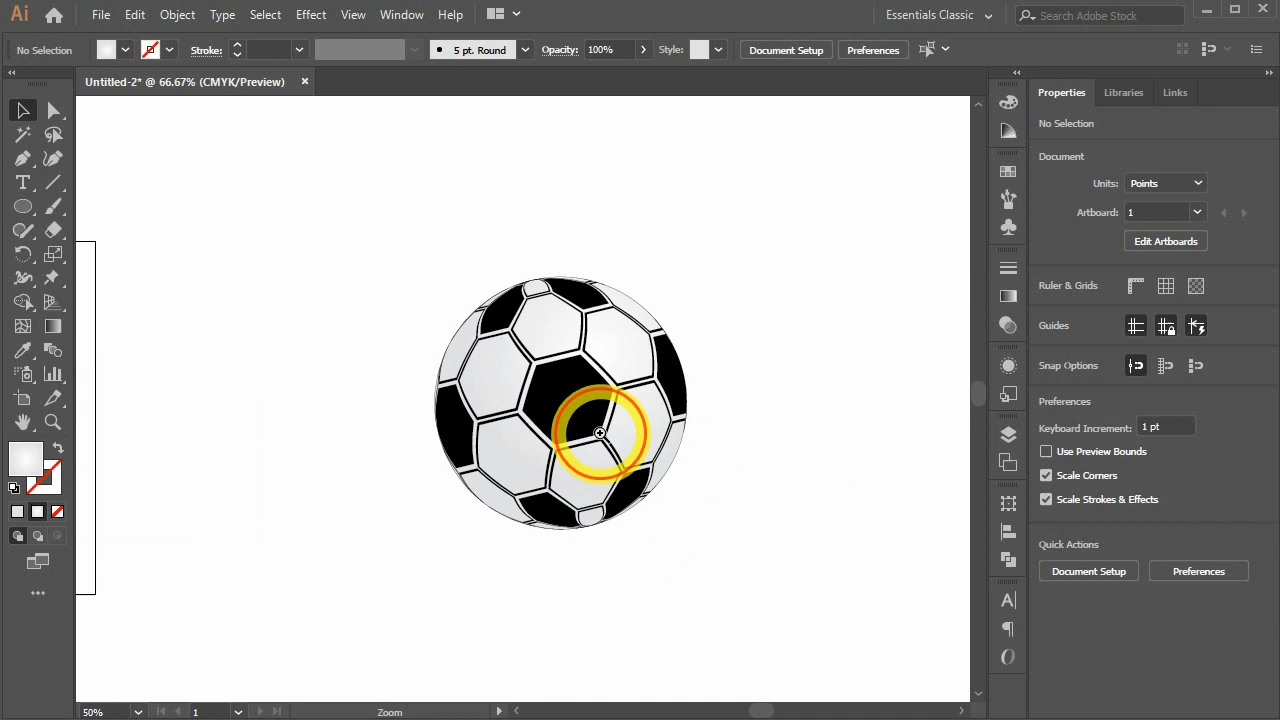 Ai File Edit Object Type Select Effect View Window Help Essentials Classic Search Adobe Stock
No Selection Stroke: 5 pt. Round Opacity: 100% Style: Document Setup Preferences
Untitled-2* @ 66.67% (CMYK/Preview)
Properties Libraries Links
No Selection
Document
Units: Points
Artboard: 1
Edit Artboards
Ruler & Grids
Guides
Snap Options
Preferences
Keyboard Increment: 1 pt
Use Preview Bounds
Scale Corners
Scale Strokes & Effects
Quick Actions
Document Setup Preferences
50% 1 Zoom